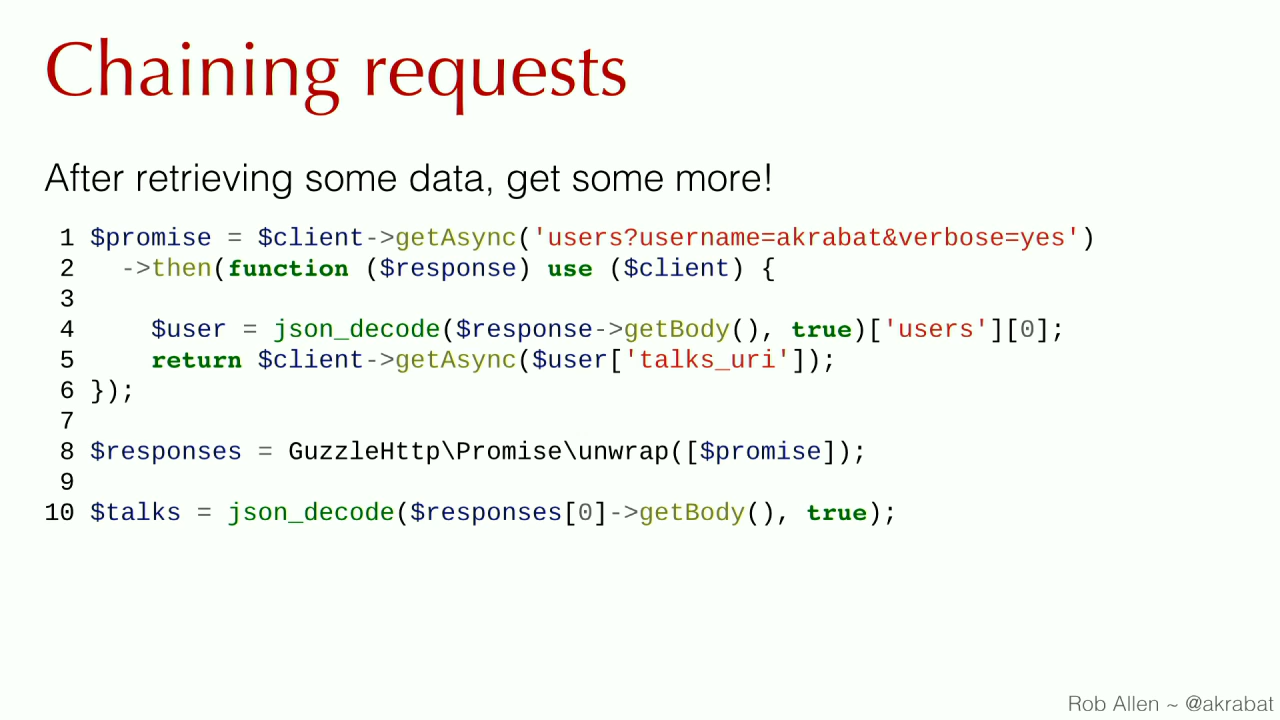 Chaining requests
After retrieving some data, get some more!
1 $promise = $client->getAsync('users?username=akrabat&verbose=yes')
2   ->then(function ($response) use ($client) {
3
4     $user = json_decode($response->getBody(), true)['users'][0];
5     return $client->getAsync($user['talks_uri']);
6 });
7
8 $responses = GuzzleHttp\Promise\unwrap([$promise]);
9
10 $talks = json_decode($responses[0]->getBody(), true);
Rob Allen ~ @akrabat